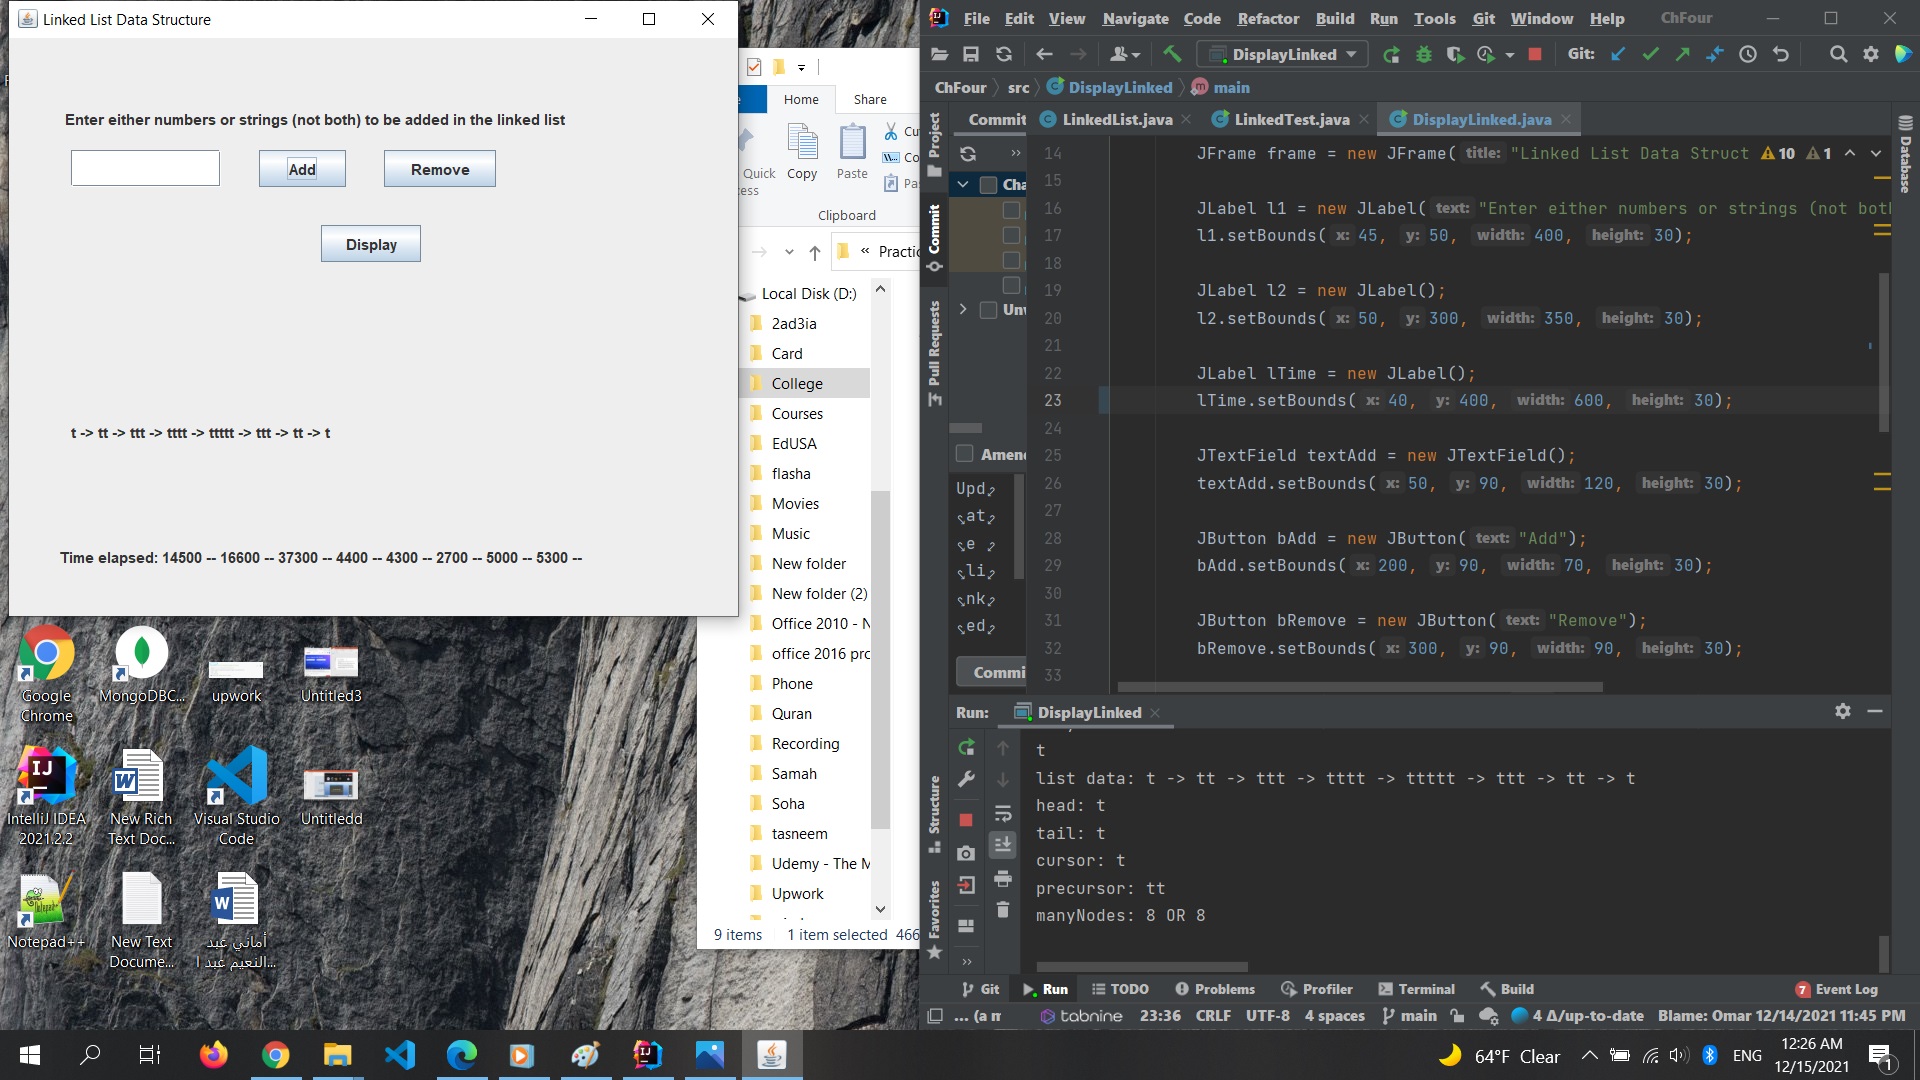 Linked List Data Structure
Enter either numbers or strings (not both) to be added in the linked list
Add
Remove
Display
t -> tt -> ttt -> tttt -> ttttt -> ttt -> tt -> t
Time elapsed: 14500 -- 16600 -- 37300 -- 4400 -- 4300 -- 2700 -- 5000 -- 5300 --
Home
Share
Quick
Copy
Paste
Clipboard
« Practic
Local Disk (D:)
2ad3ia
Card
College
Courses
EdUSA
flasha
Movies
Music
New folder
New folder (2)
Office 2010 - N
office 2016 pro
Phone
Quran
Recording
Samah
Soha
tasneem
Udemy - The M
Upwork
9 items
1 item selected
466
Google
Chrome
MongoDBC...
upwork
Untitled3
IntelliJ IDEA
2021.2.2
New Rich
Text Doc...
Visual Studio
Code
Untitledd
Notepad++
New Text
Docume...
أماني عبد
النعيم عبد ا...
File Edit View Navigate Code Refactor Build Run Tools Git Window Help ChFour
DisplayLinked
Git:
ChFour src DisplayLinked main
Project
Commit
Pull Requests
Structure
Favorites
Database
Commit
LinkedList.java
LinkedTest.java
DisplayLinked.java
Cha
Unv
Amend
Upd
at
e
li
nk
ed
Commi
10 1
14 JFrame frame = new JFrame( title: "Linked List Data Struct
15
16 JLabel l1 = new JLabel( text: "Enter either numbers or strings (not bot
17 l1.setBounds( x: 45, y: 50, width: 400, height: 30);
18
19 JLabel l2 = new JLabel();
20 l2.setBounds( x: 50, y: 300, width: 350, height: 30);
21
22 JLabel lTime = new JLabel();
23 lTime.setBounds( x: 40, y: 400, width: 600, height: 30);
24
25 JTextField textAdd = new JTextField();
26 textAdd.setBounds( x: 50, y: 90, width: 120, height: 30);
27
28 JButton bAdd = new JButton( text: "Add");
29 bAdd.setBounds( x: 200, y: 90, width: 70, height: 30);
30
31 JButton bRemove = new JButton( text: "Remove");
32 bRemove.setBounds( x: 300, y: 90, width: 90, height: 30);
33
Run: DisplayLinked
t
list data: t -> tt -> ttt -> tttt -> ttttt -> ttt -> tt -> t
head: t
tail: t
cursor: t
precursor: tt
manyNodes: 8 OR 8
Git Run TODO Problems Profiler Terminal Build 7 Event Log
... (a m tabnine 23:36 CRLF UTF-8 4 spaces main 4 Δ/up-to-date Blame: Omar 12/14/2021 11:45 PM
64°F Clear
ENG
12:26 AM
12/15/2021
1